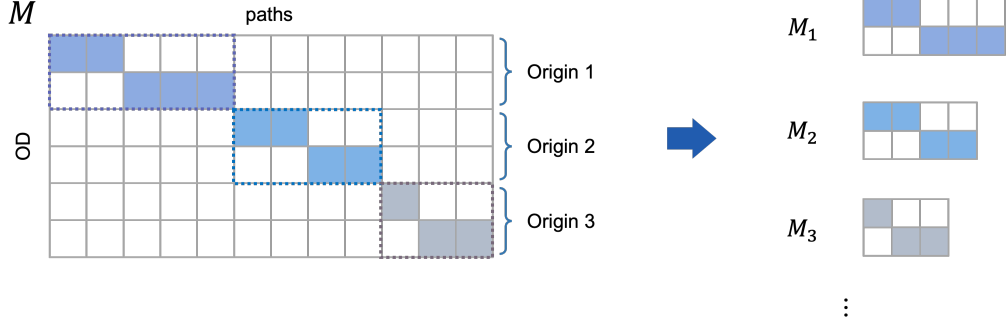 M paths
OD
Origin 1
Origin 2
Origin 3
M₁
M₂
M₃
⋮